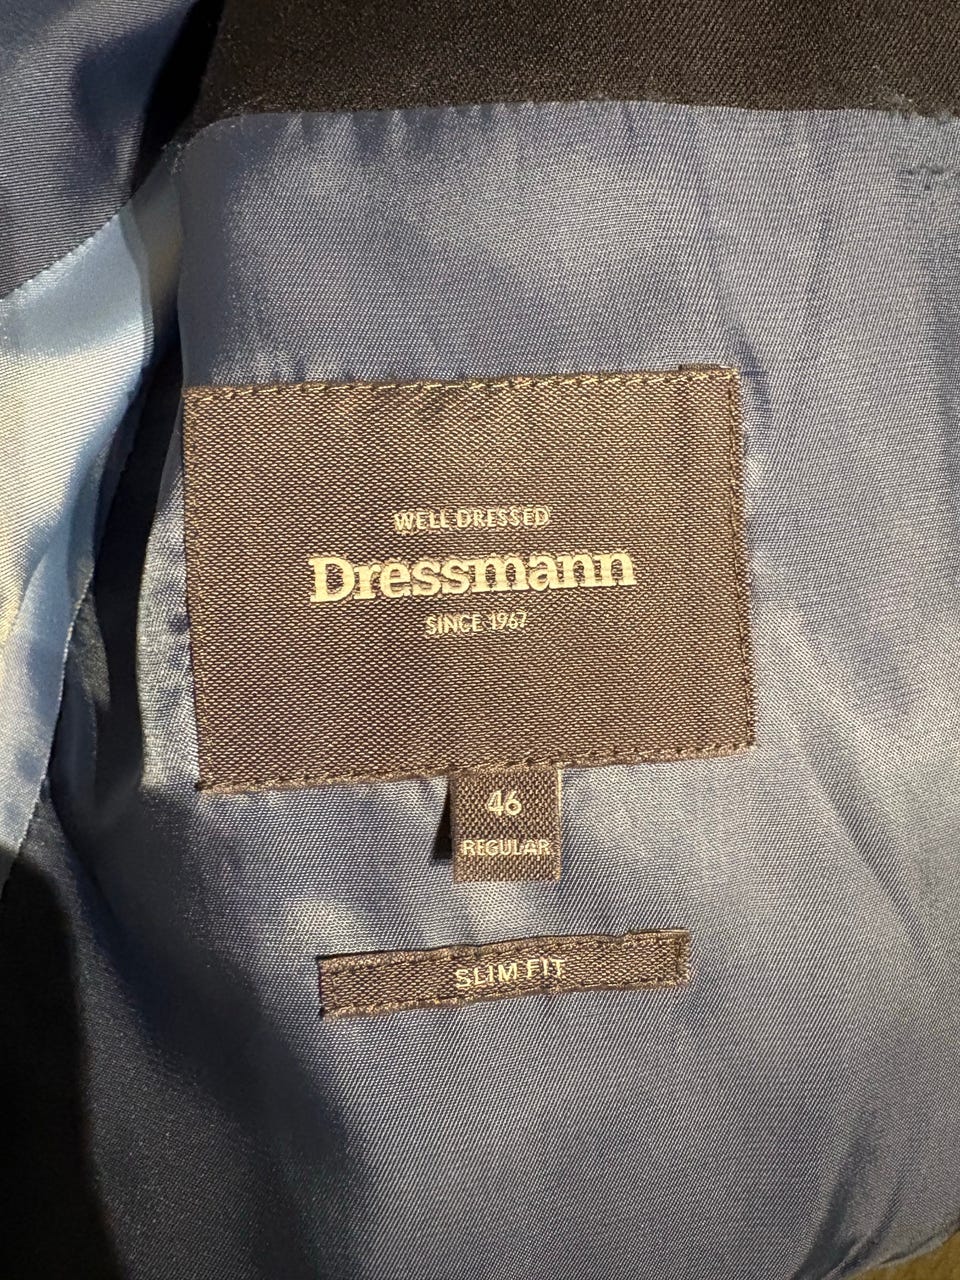 WELL DRESSED
Dressmann
SINCE 1967
46
REGULAR
SLIM FIT